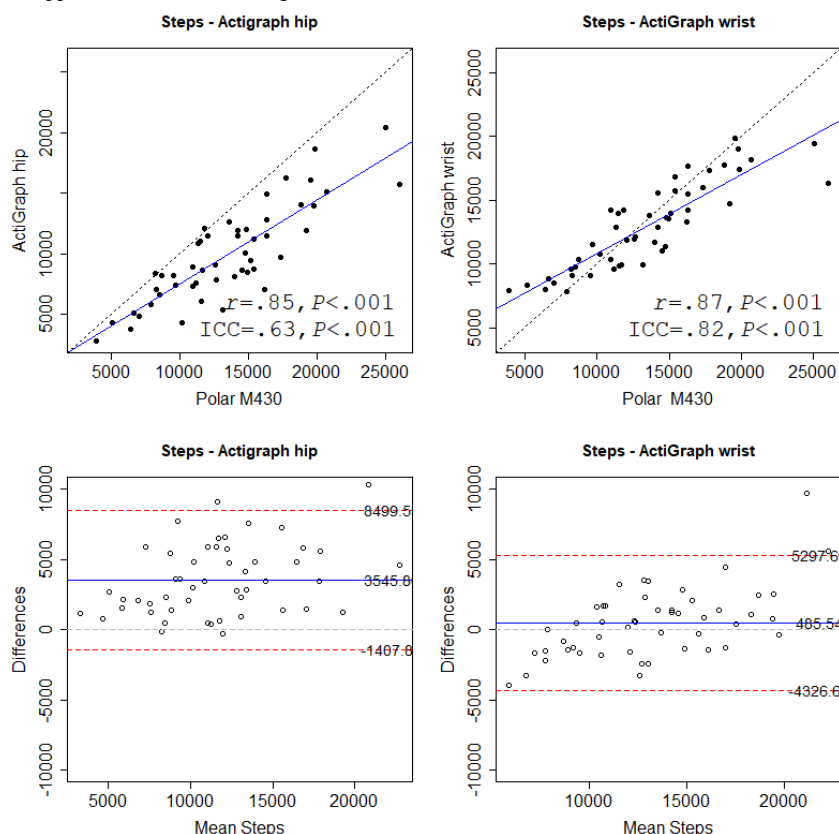 Steps - Actigraph hip
ActiGraph hip
20000
15000
10000
5000
r=.85, P<.001
ICC=.63, P<.001
5000 10000 15000 20000 25000
Polar M430
Steps - ActiGraph wrist
ActiGraph wrist
25000
20000
15000
10000
5000
r=.87, P<.001
ICC=.82, P<.001
5000 10000 15000 20000 25000
Polar M430
Steps - Actigraph hip
Differences
10000
5000
0
-5000
-10000
8499.5
3545.8
-1407.8
5000 10000 15000 20000
Mean Steps
Steps - ActiGraph wrist
Differences
10000
5000
0
-5000
-10000
5297.6
485.54
-4326.6
10000 15000 20000
Mean Steps